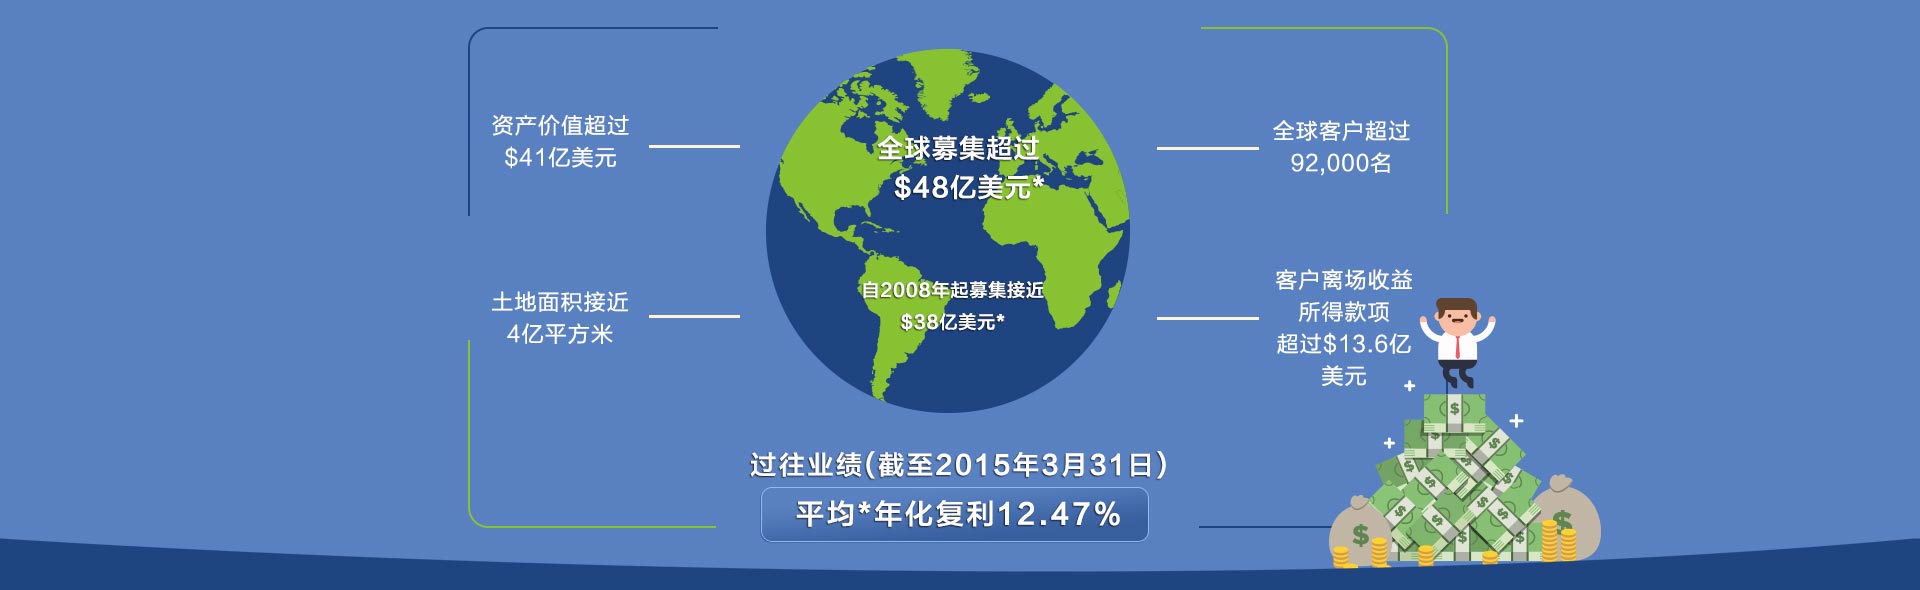 资产价值超过
$41亿美元
土地面积接近
4亿平方米
全球募集超过
$48亿美元*
自2008年起募集接近
$38亿美元*
全球客户超过
92,000名
客户离场收益
所得款项
超过$13.6亿
美元
过往业绩(截至2015年3月31日)
平均*年化复利12.47%
$
$
$
$
$
$
$
$
$
$
$
$
$